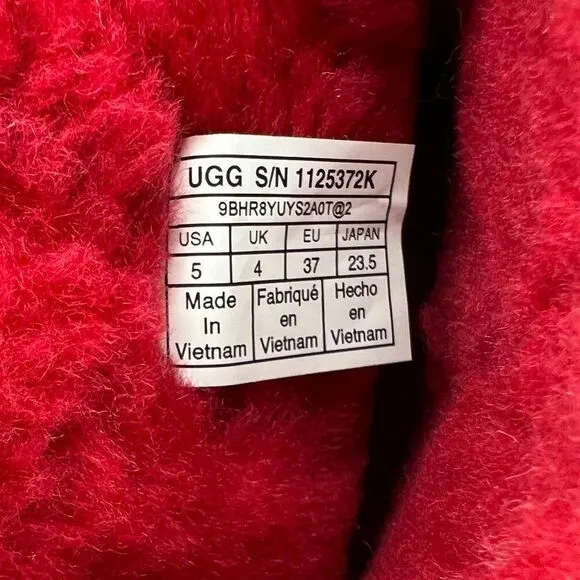 UGG S/N 1125372K
9BHR8YUYS2A0T@2
USA UK EU JAPAN
5 4 37 23.5
Made Fabriqué Hecho
In en en
Vietnam Vietnam Vietnam